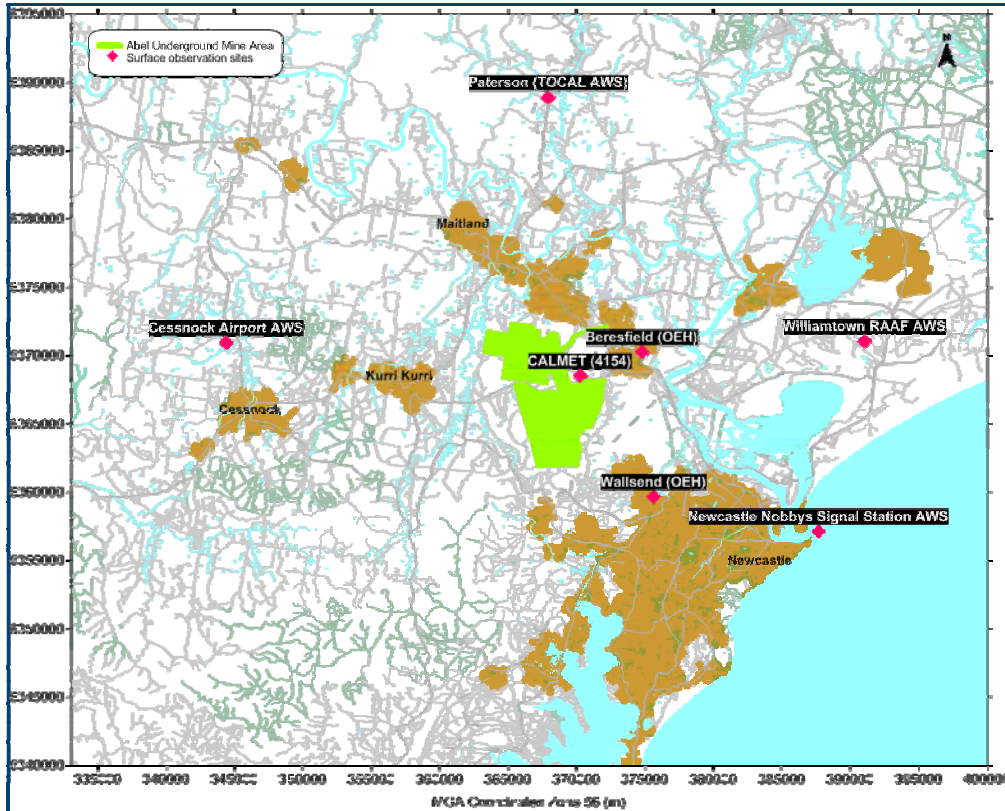 Abel Underground Mine Area
Surface observation sites
N
Paterson (TOCAL AWS)
Maitland
Cessnock Airport AWS
Williamtown RAAF AWS
Beresfield (OEH)
CALMET (4154)
Kurri Kurri
Cessnock
Wallsend (OEH)
Newcastle Nobbys Signal Station AWS
Newcastle
6395000
6390000
6385000
6380000
6375000
6370000
6365000
6360000
6355000
6350000
6345000
6340000
335000 340000 345000 350000 355000 360000 365000 370000 375000 380000 385000 390000 395000 400000
MGA Coordinates Zone 56 (m)